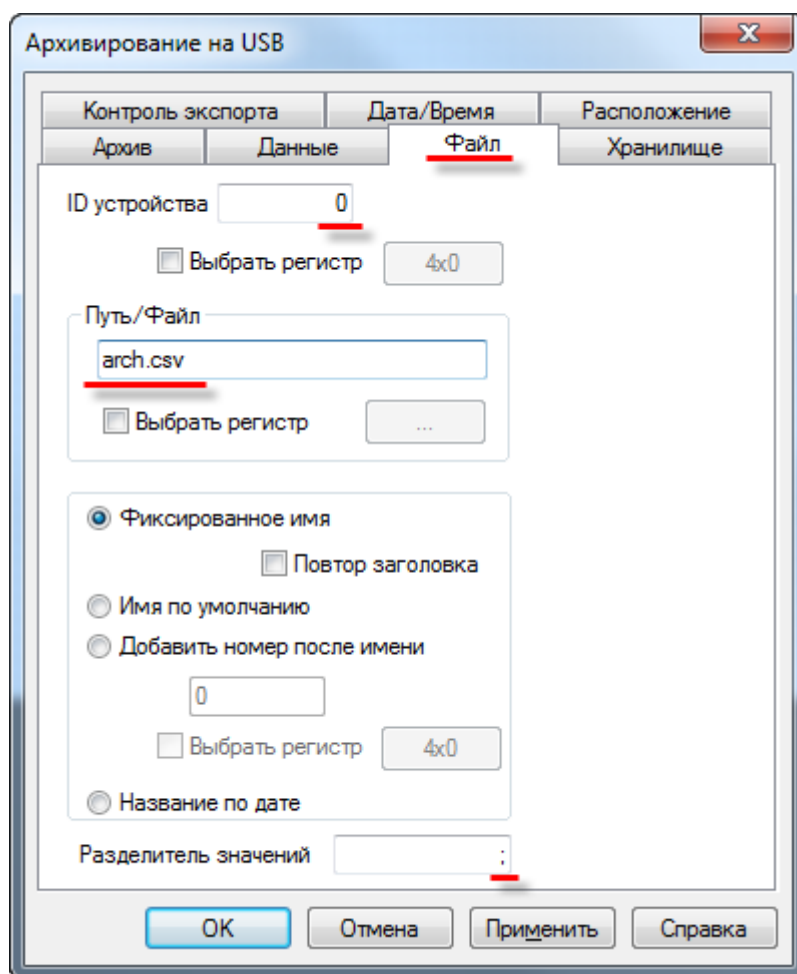 Архивирование на USB
Контроль экспорта Дата/Время Расположение
Архив Данные Файл Хранилище
ID устройства 0
Выбрать регистр 4x0
Путь/Файл
arch.csv
Выбрать регистр ...
Фиксированное имя
Повтор заголовка
Имя по умолчанию
Добавить номер после имени
0
Выбрать регистр 4x0
Название по дате
Разделитель значений ;
OK Отмена Применить Справка